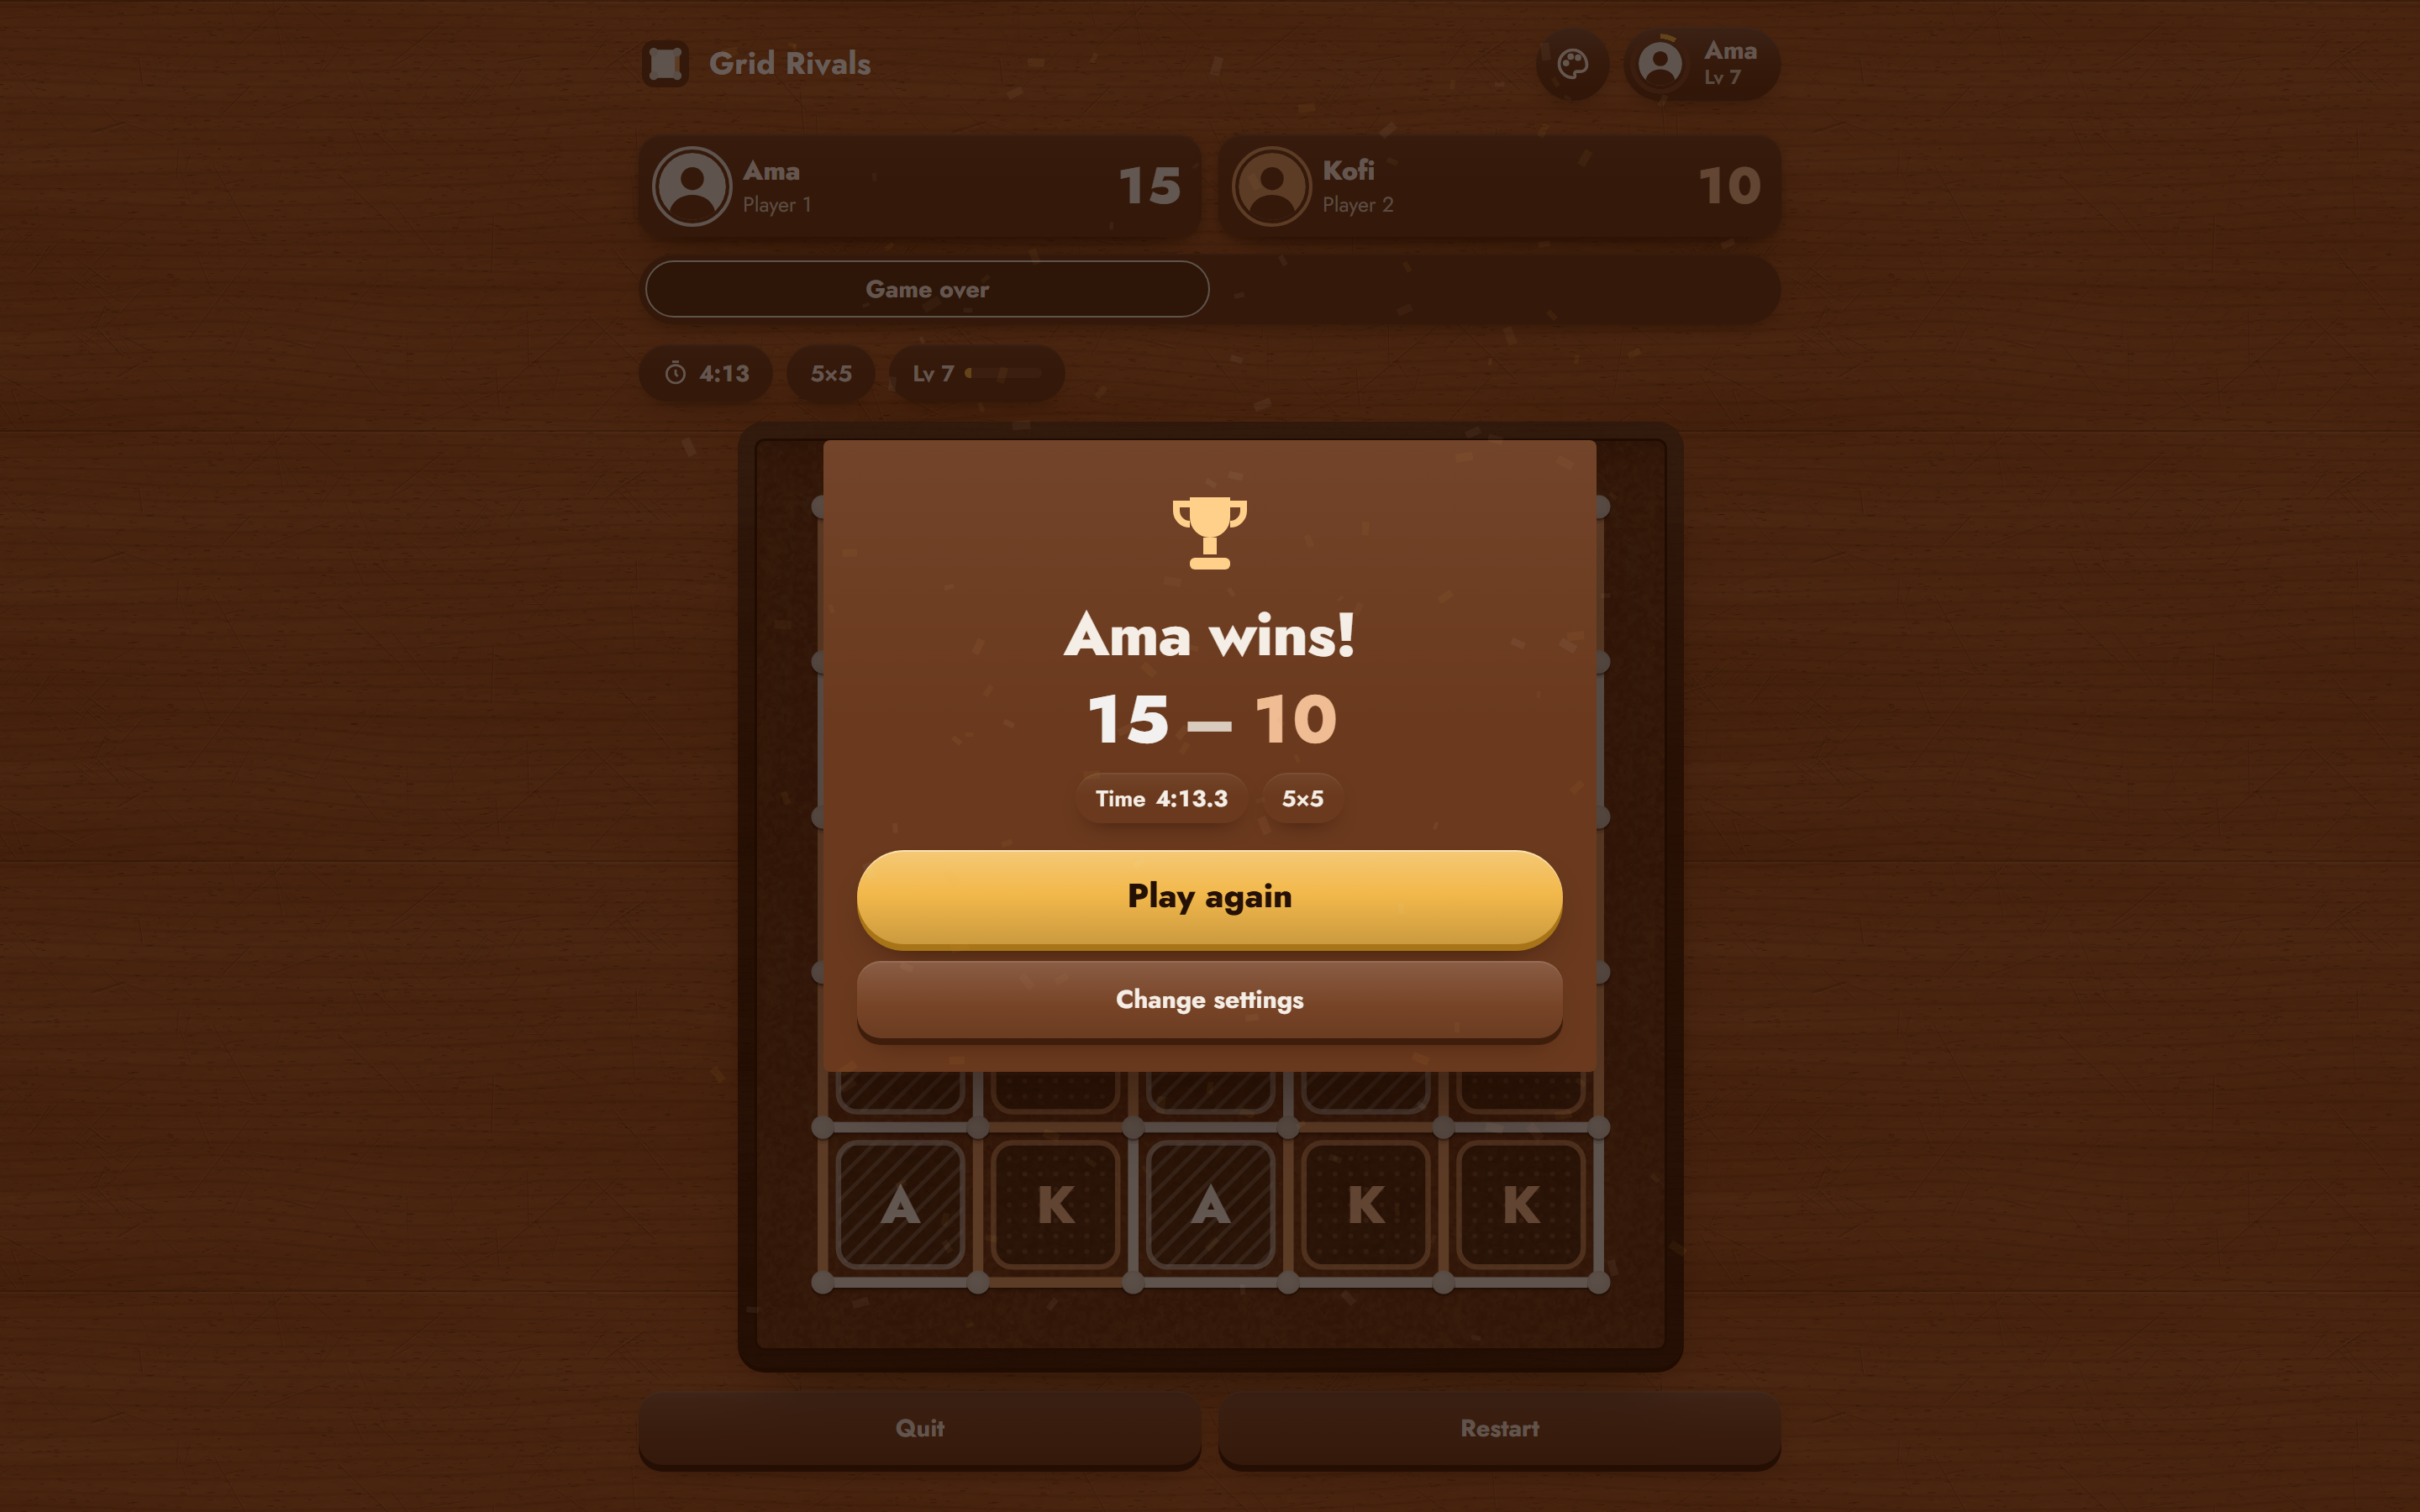 Grid Rivals
Ama
Lv 7
Ama
Player 1
15
Kofi
Player 2
10
Game over
4:13
5×5
Lv 7
Ama wins!
15 – 10
Time 4:13.3
5×5
Play again
Change settings
A K A K K
Quit
Restart